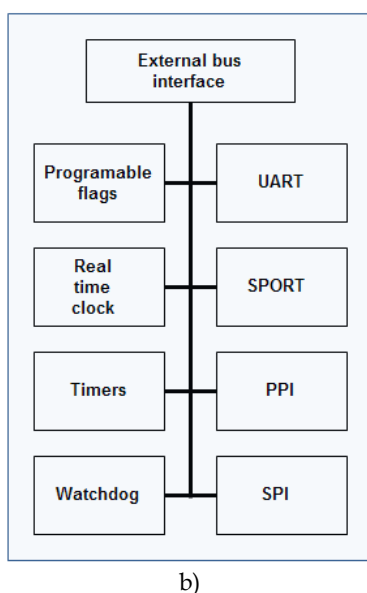 External bus
interface
Programable
flags
UART
Real
time
clock
SPORT
Timers
PPI
Watchdog
SPI
b)